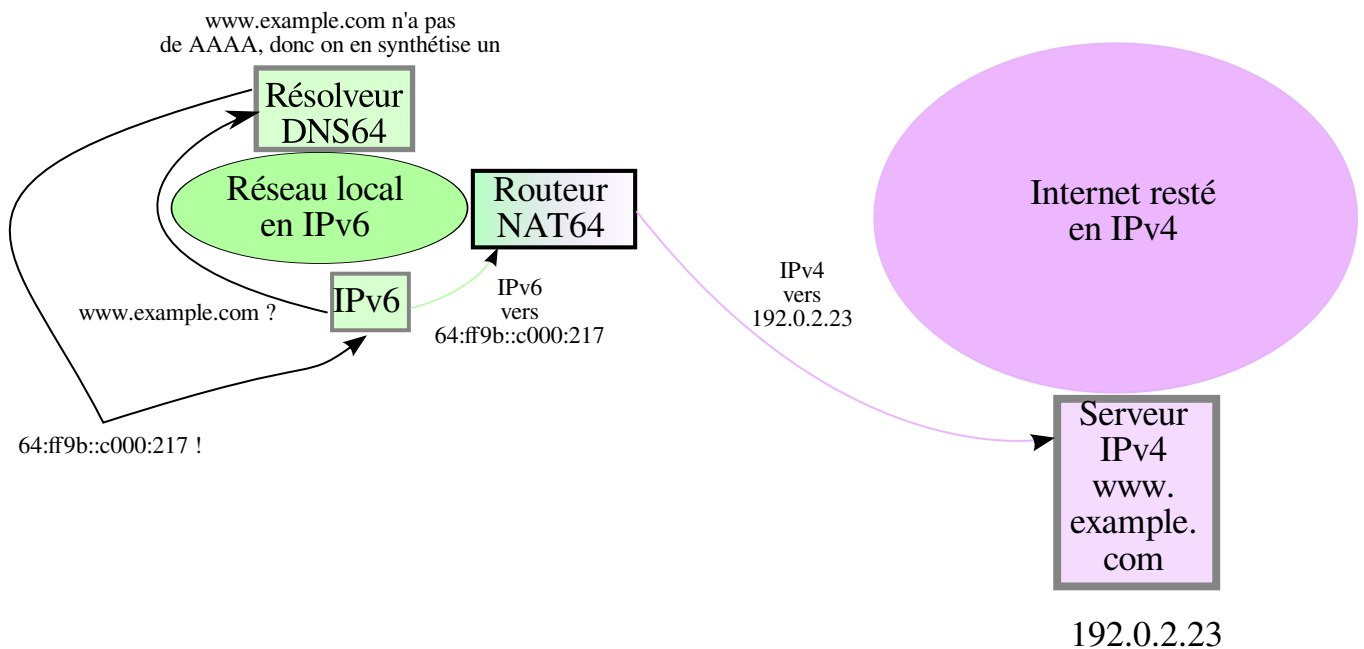 www.example.com n'a pas
de AAAA, donc on en synthétise un
Résolveur
DNS64
Réseau local
en IPv6
Routeur
NAT64
Internet resté
en IPv4
IPv6
www.example.com ?
IPv6
vers
64:ff9b::c000:217
IPv4
vers
192.0.2.23
64:ff9b::c000:217 !
Serveur
IPv4
www.
example.
com
192.0.2.23